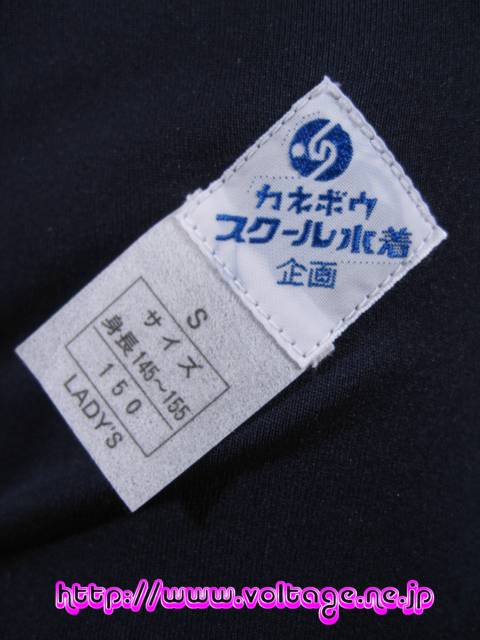 カネボウ
スクール水着
企画
S
サイズ
身長145~155
150
LADY'S
http://www.voltage.ne.jp